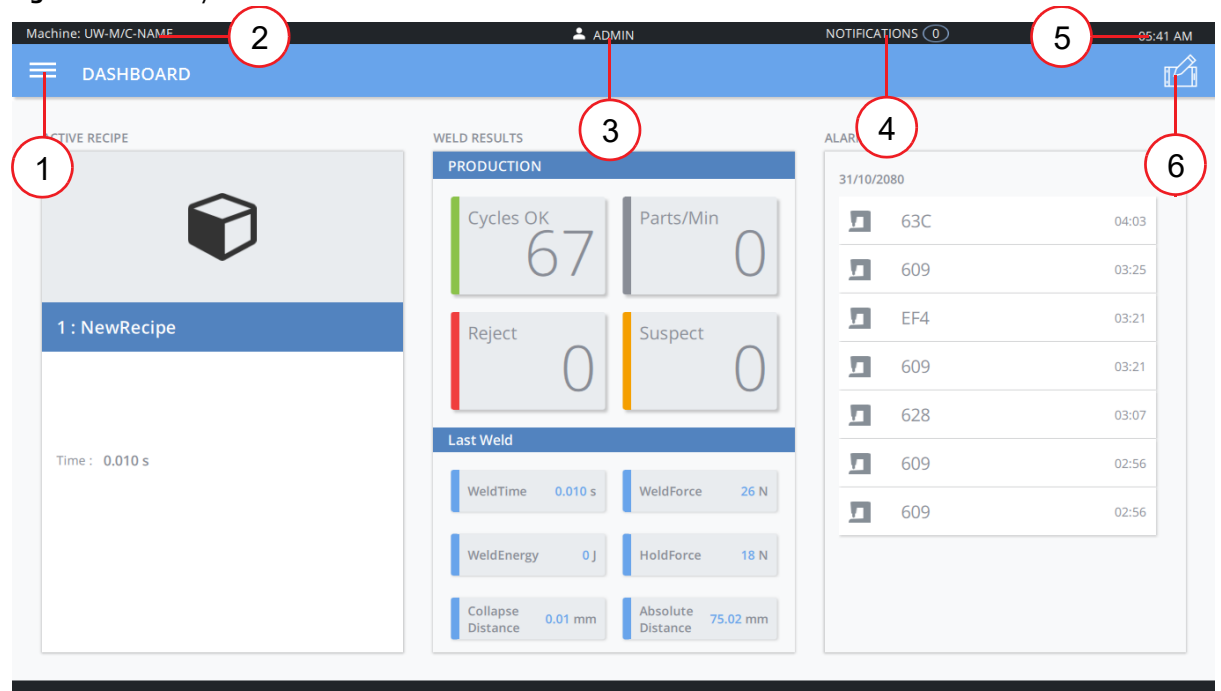 Machine: UW-M/C-NAME
2
ADMIN
NOTIFICATIONS 0
5
05:41 AM
DASHBOARD
1
3
4
6
ACTIVE RECIPE
1 : NewRecipe
Time : 0.010 s
WELD RESULTS
PRODUCTION
Cycles OK
67
Parts/Min
0
Reject
0
Suspect
0
Last Weld
WeldTime 0.010 s
WeldForce 26 N
WeldEnergy 0 J
HoldForce 18 N
Collapse
Distance 0.01 mm
Absolute
Distance 75.02 mm
31/10/2080
63C 04:03
609 03:25
EF4 03:21
609 03:21
628 03:07
609 02:56
609 02:56